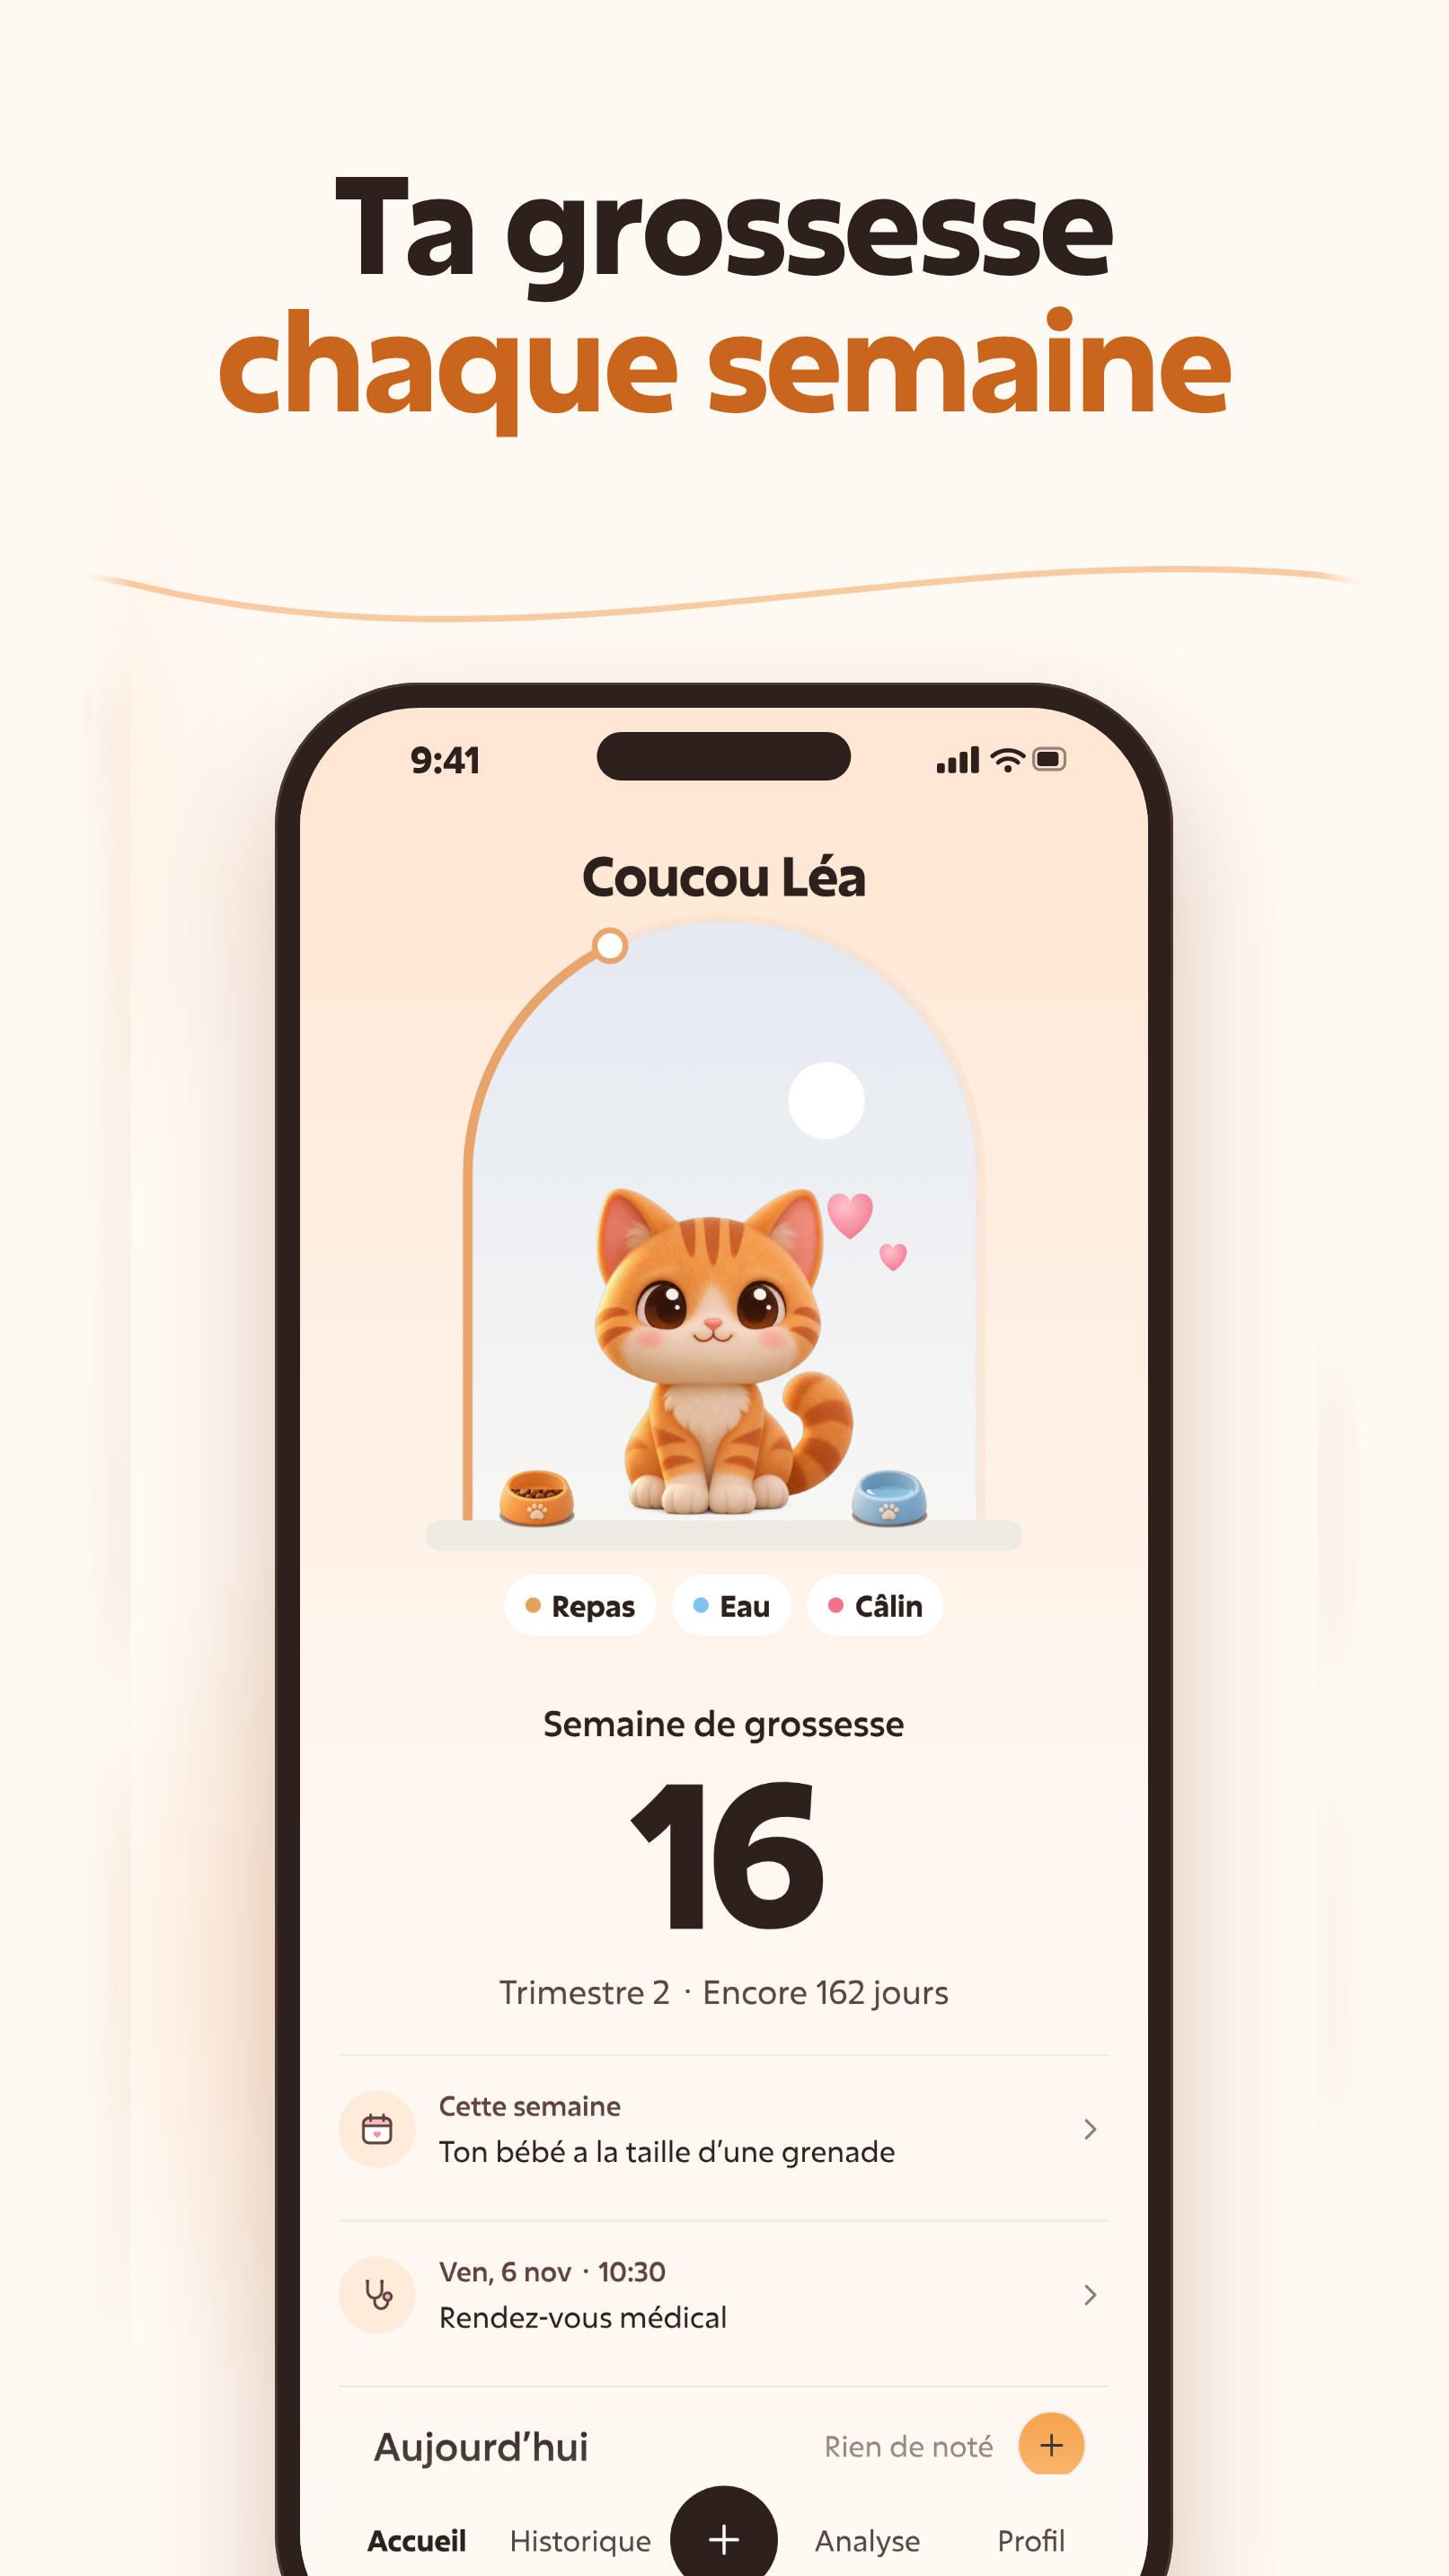 Ta grossesse
chaque semaine
9:41
Coucou Léa
Repas
Eau
Câlin
Semaine de grossesse
16
Trimestre 2 · Encore 162 jours
Cette semaine
Ton bébé a la taille d’une grenade
Ven, 6 nov · 10:30
Rendez-vous médical
Aujourd’hui
Rien de noté
Accueil
Historique
Analyse
Profil